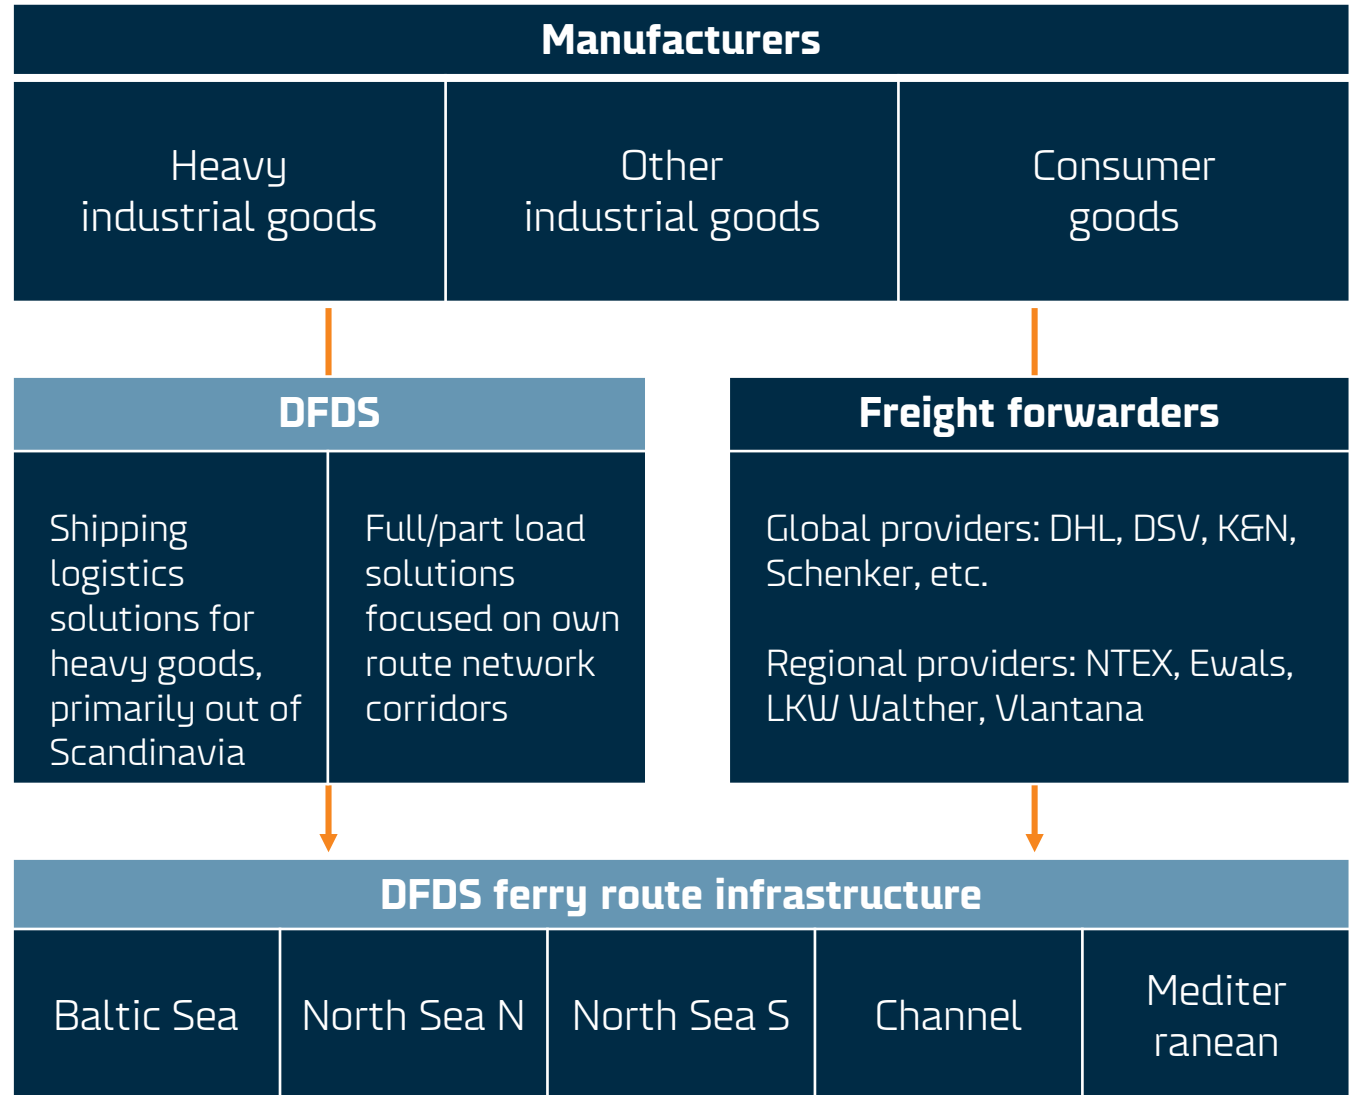 Manufacturers
Heavy
industrial goods
Other
industrial goods
Consumer
goods
DFDS
Shipping
logistics
solutions for
heavy goods,
primarily out of
Scandinavia
Full/part load
solutions
focused on own
route network
corridors
Freight forwarders
Global providers: DHL, DSV, K&N,
Schenker, etc.
Regional providers: NTEX, Ewals,
LKW Walther, Vlantana
DFDS ferry route infrastructure
Baltic Sea
North Sea N
North Sea S
Channel
Mediter
ranean